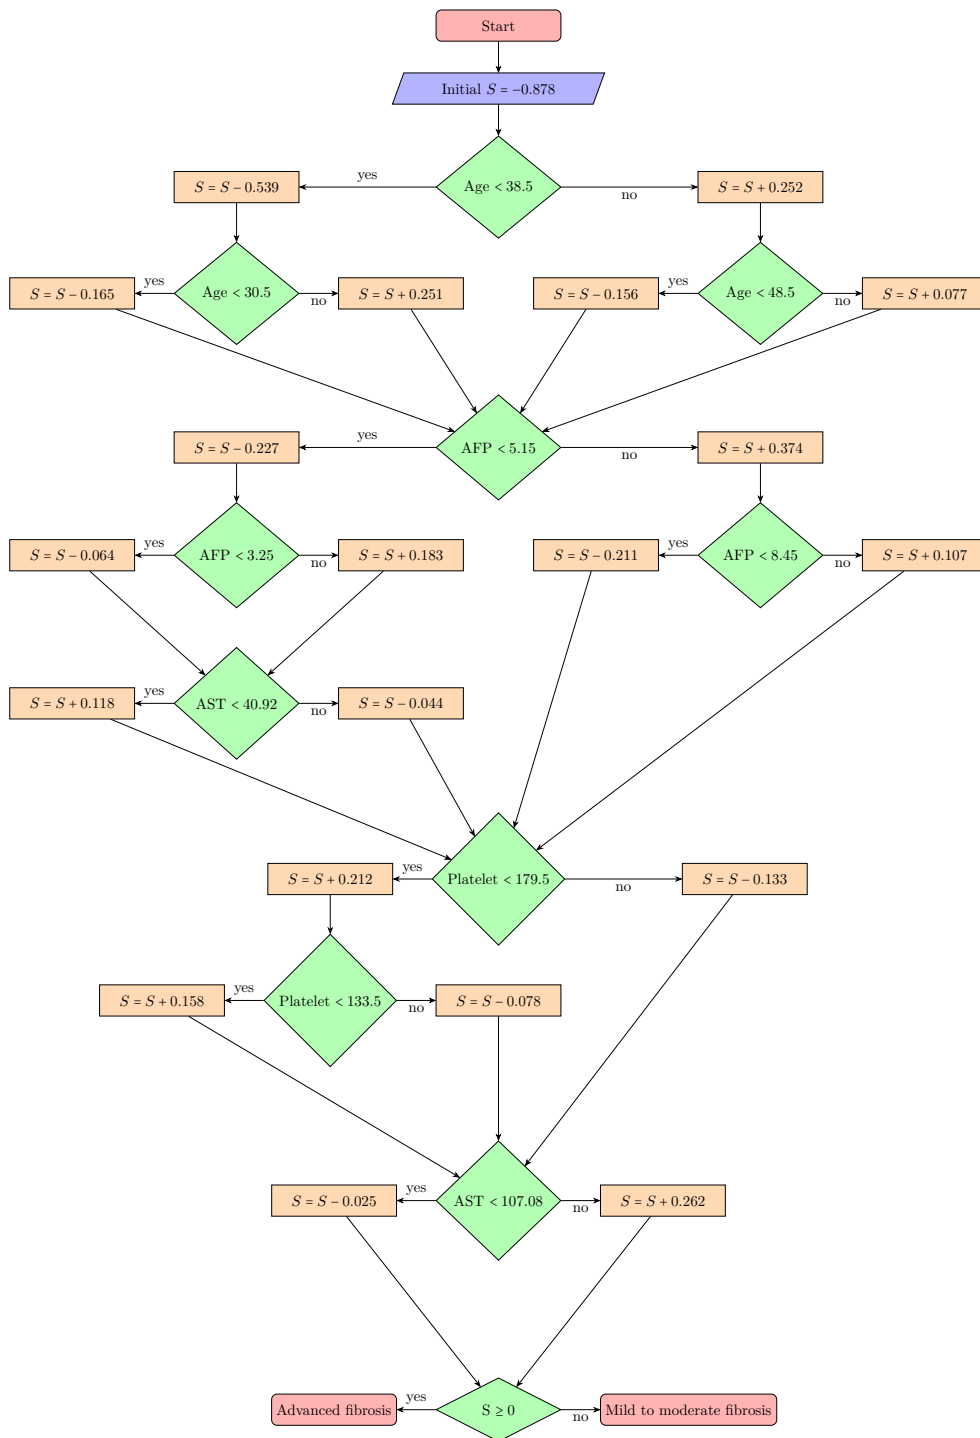 Start
Initial S = −0.878
Age < 38.5
yes
no
S = S − 0.539
S = S + 0.252
Age < 30.5
yes
no
S = S − 0.165
S = S + 0.251
Age < 48.5
yes
no
S = S − 0.156
S = S + 0.077
AFP < 5.15
yes
no
S = S − 0.227
S = S + 0.374
AFP < 3.25
yes
no
S = S − 0.064
S = S + 0.183
AFP < 8.45
yes
no
S = S − 0.211
S = S + 0.107
AST < 40.92
yes
no
S = S + 0.118
S = S − 0.044
Platelet < 179.5
yes
no
S = S + 0.212
S = S − 0.133
Platelet < 133.5
yes
no
S = S + 0.158
S = S − 0.078
AST < 107.08
yes
no
S = S − 0.025
S = S + 0.262
S ≥ 0
yes
no
Advanced fibrosis
Mild to moderate fibrosis